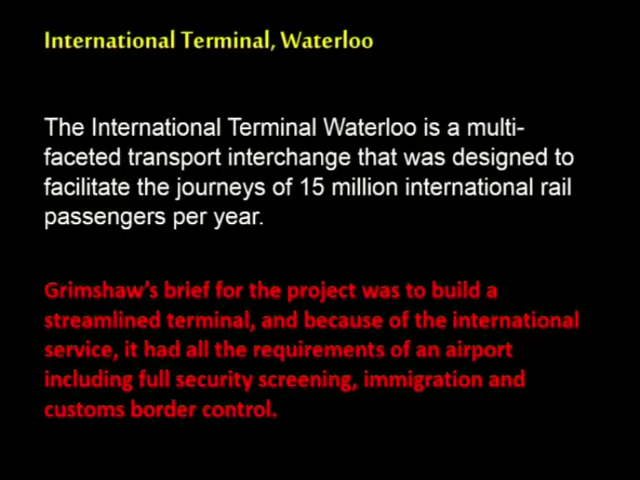 International Terminal, Waterloo
The International Terminal Waterloo is a multi-
faceted transport interchange that was designed to
facilitate the journeys of 15 million international rail
passengers per year.
Grimshaw's brief for the project was to build a
streamlined terminal, and because of the international
service, it had all the requirements of an airport
including full security screening, immigration and
customs border control.